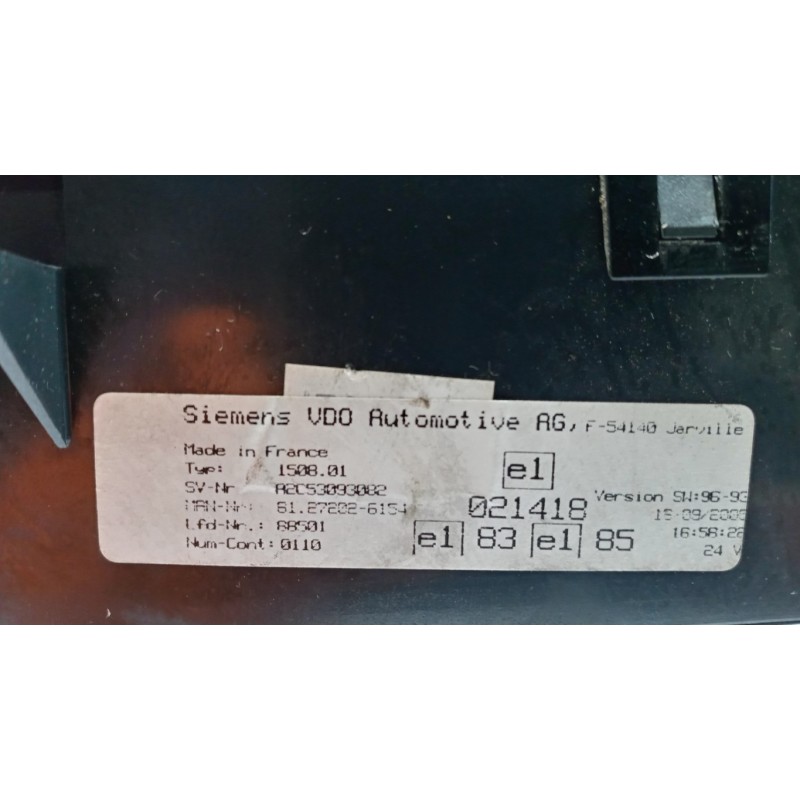 Siemens VDO Automotive AG, F-54140 Jarville
Made in France
Typ: 1508.01 e1
SV-Nr A2C53093082 Version SW:96-93
MAN-Nr: 81.27202-6154 021418
Lfd-Nr.: 88501 16:58:22
Num-Cont: 0110 e1 83 e1 85 24 V